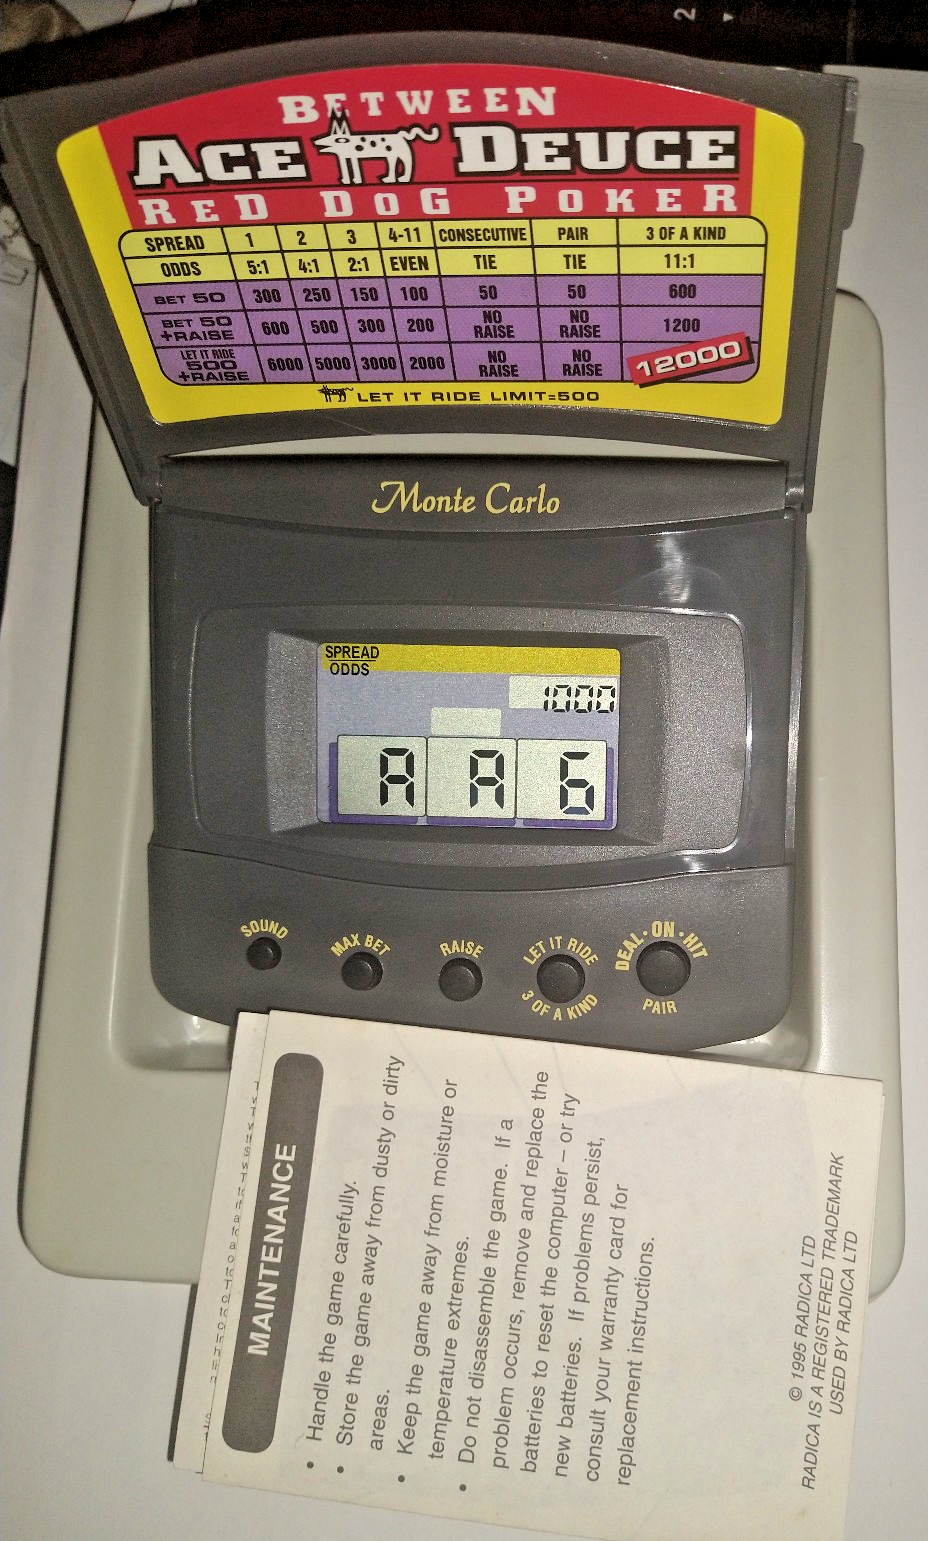 2
BETWEEN
ACE DEUCE
RED DOG POKER
SPREAD 1 2 3 4-11 CONSECUTIVE PAIR 3 OF A KIND
ODDS 5:1 4:1 2:1 EVEN TIE TIE 11:1
BET 50 300 250 150 100 50 50 600
BET 50 +RAISE 600 500 300 200 NO RAISE NO RAISE 1200
LET IT RIDE 500 +RAISE 6000 5000 3000 2000 NO RAISE NO RAISE 12000
LET IT RIDE LIMIT=500
Monte Carlo
SPREAD
ODDS
1000
A A 6
SOUND
MAX BET
RAISE
LET IT RIDE
3 OF A KIND
DEAL·ON·HIT
PAIR
MAINTENANCE
• Handle the game carefully.
• Store the game away from dusty or dirty
areas.
• Keep the game away from moisture or
temperature extremes.
• Do not disassemble the game. If a
problem occurs, remove and replace the
batteries to reset the computer – or try
new batteries. If problems persist,
consult your warranty card for
replacement instructions.
© 1995 RADICA LTD
RADICA IS A REGISTERED TRADEMARK
USED BY RADICA LTD